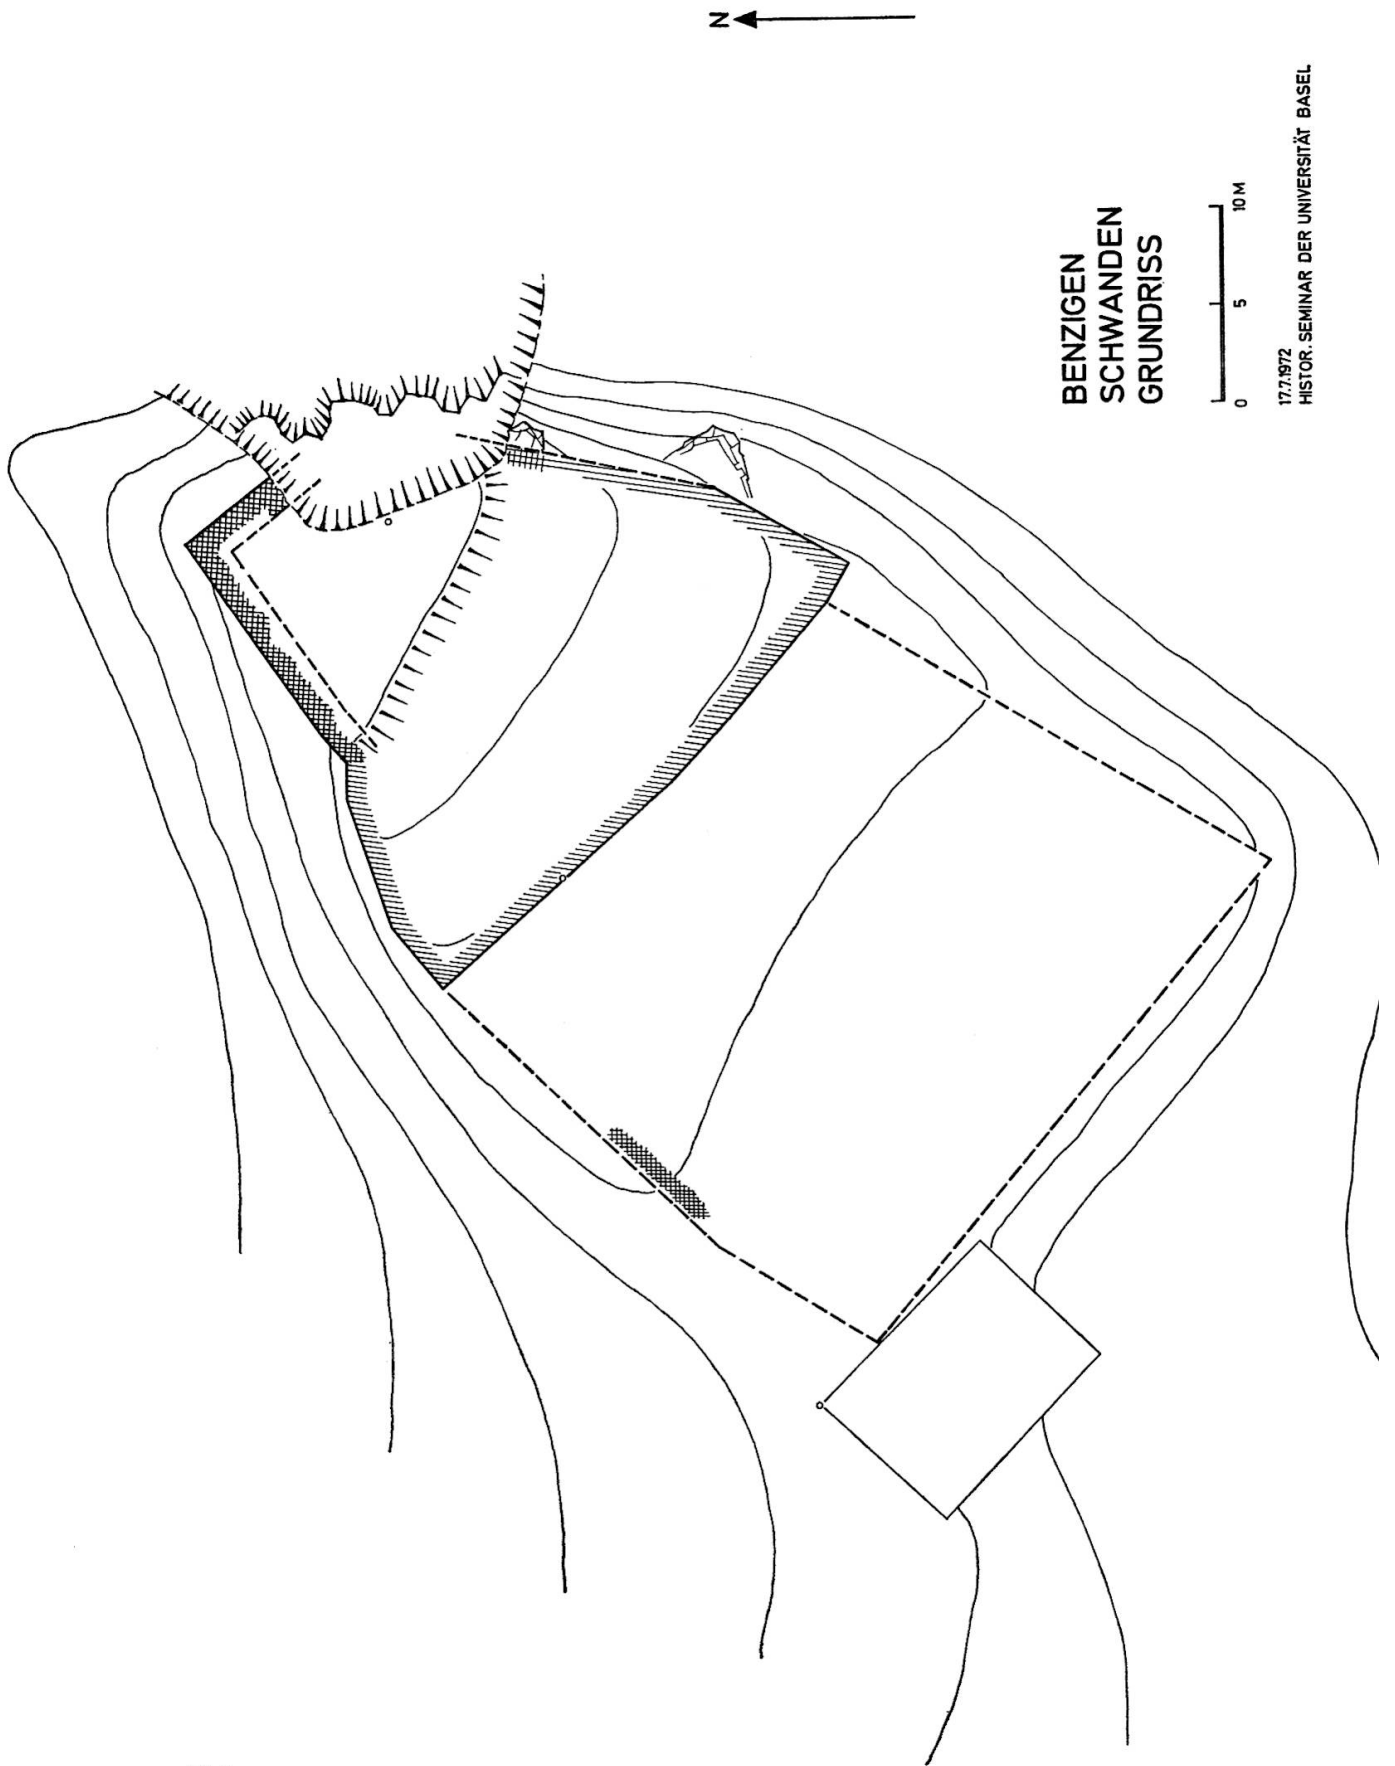 N
BENZIGEN
SCHWANDEN
GRUNDRISS
0 5 10 M
17.7.1972
HISTOR. SEMINAR DER UNIVERSITÄT BASEL